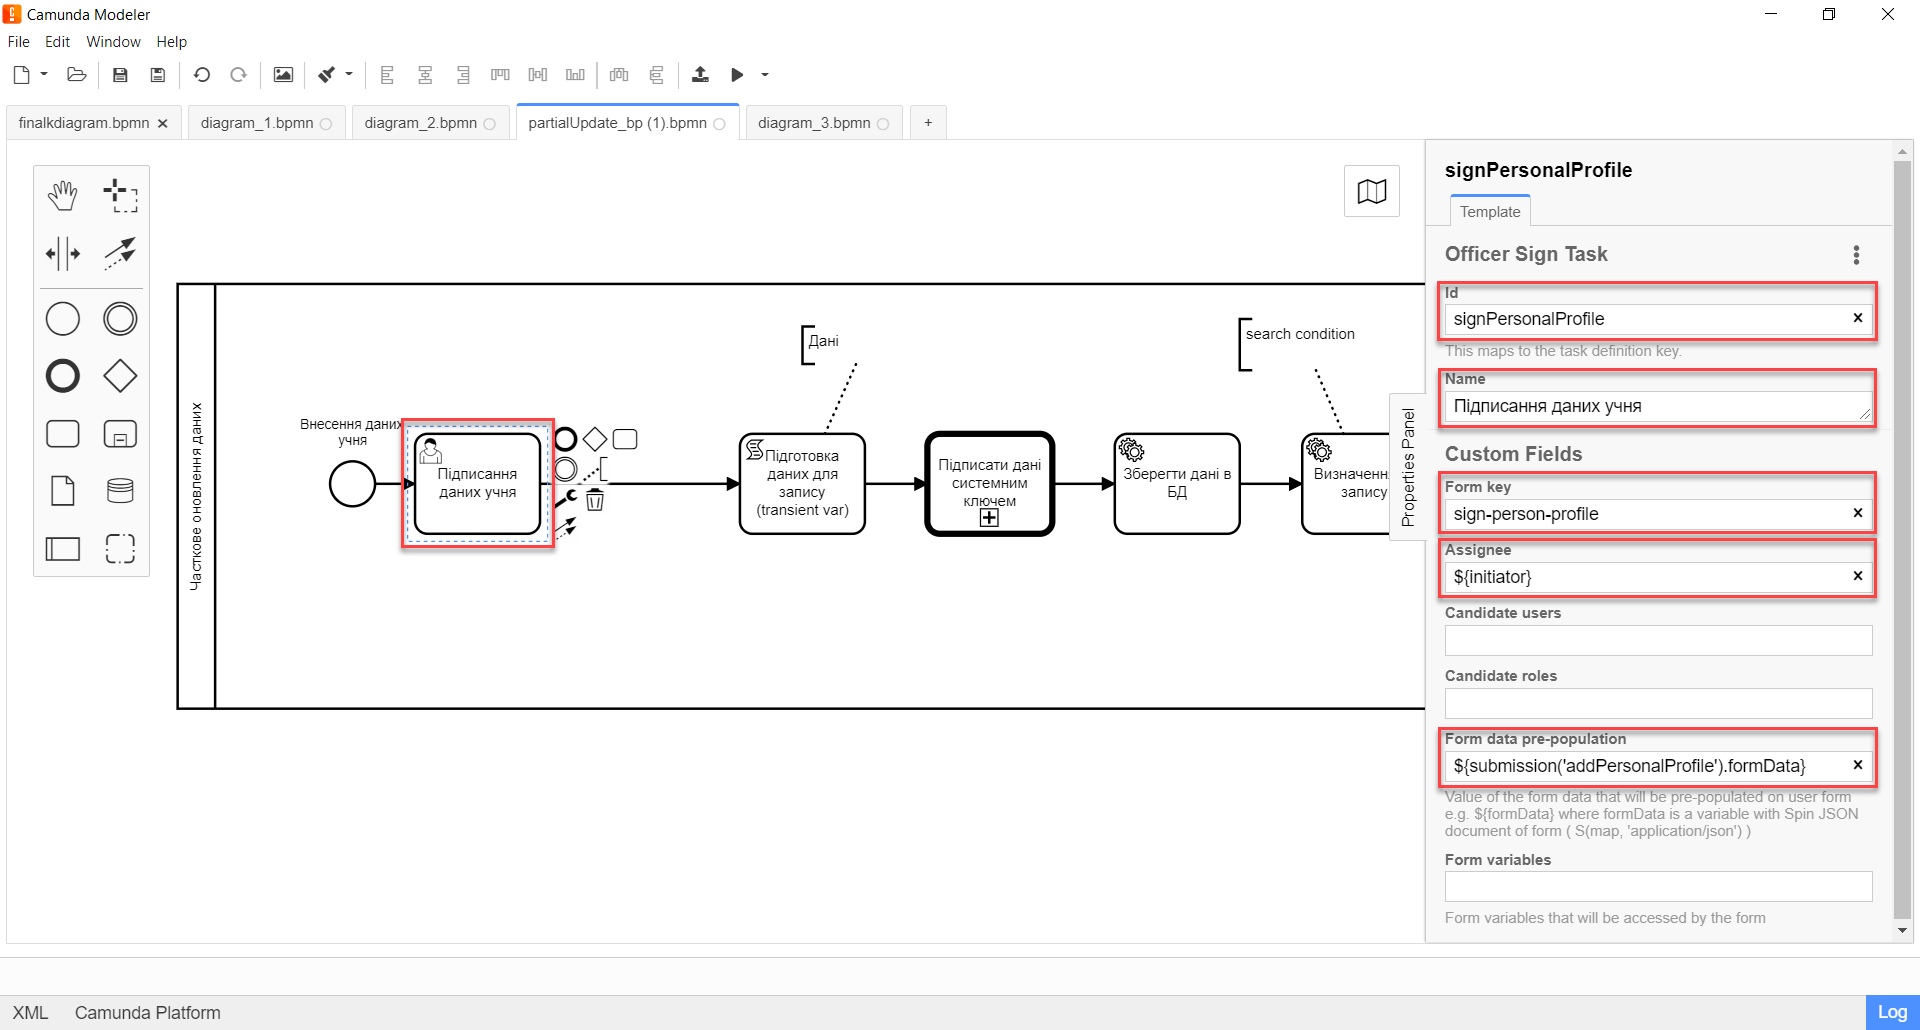 Camunda Modeler
File Edit Window Help
finalkdiagram.bpmn
diagram_1.bpmn
diagram_2.bpmn
partialUpdate_bp (1).bpmn
diagram_3.bpmn
+
Часткове оновлення даних
Внесення даних
учня
Підписання
даних учня
Дані
Підготовка
даних для
запису
(transient var)
Підписати дані
системним
ключем
Зберегти дані в
БД
search condition
Визначенн
запису
Properties Panel
signPersonalProfile
Template
Officer Sign Task
Id
signPersonalProfile
This maps to the task definition key.
Name
Підписання даних учня
Custom Fields
Form key
sign-person-profile
Assignee
${initiator}
Candidate users
Candidate roles
Form data pre-population
${submission('addPersonalProfile').formData}
Value of the form data that will be pre-populated on user form
e.g. ${formData} where formData is a variable with Spin JSON
document of form ( S(map, 'application/json') )
Form variables
Form variables that will be accessed by the form
XML Camunda Platform
Log